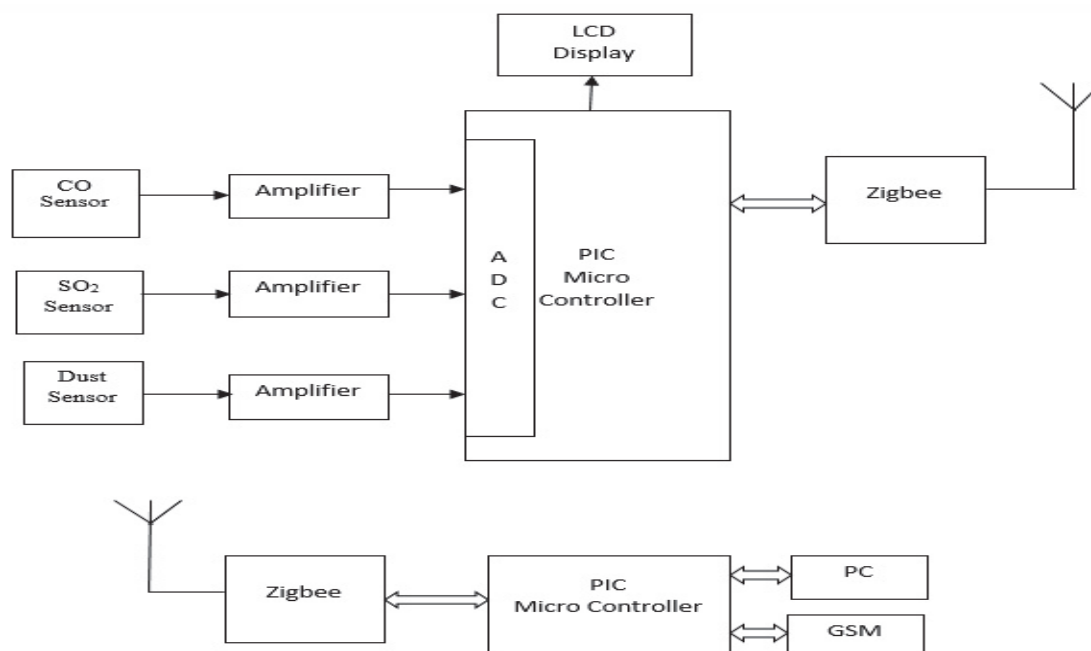 LCD
Display
CO
Sensor
Amplifier
Zigbee
SO₂
Sensor
Amplifier
A
D
C
PIC
Micro
Controller
Dust
Sensor
Amplifier
Zigbee
PIC
Micro Controller
PC
GSM